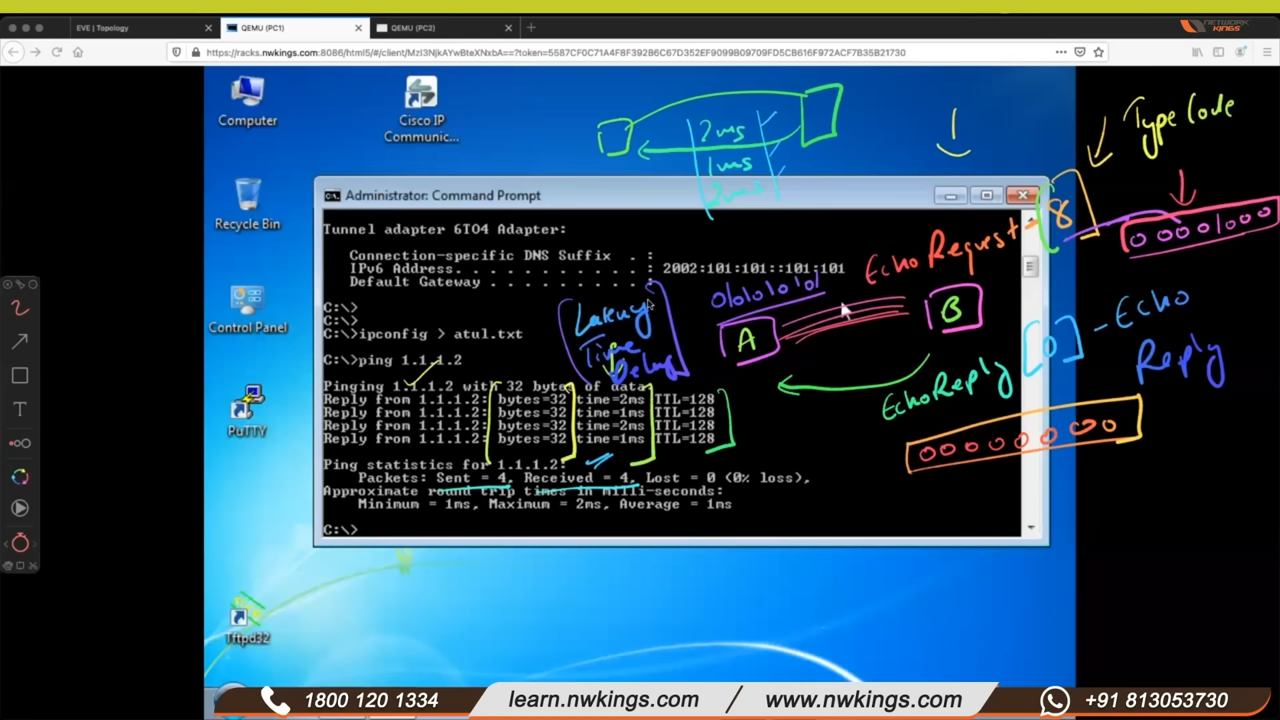 EVE | Topology
QEMU (PC1)
QEMU (PC2)
NETWORK
KINGS
https://racks.nwkings.com:8086/html5/#/client/MzI3NjkAYwBteXNxbA==?token=5587CF0C71A4F8F392B6C67D352EF9099B09709FD5CB616F972ACF7B35B21730
Computer
Cisco IP
Communic...
Recycle Bin
Control Panel
PuTTY
Tftpd32
2ms
1ms
2ms
Type Code
Administrator: Command Prompt
Tunnel adapter 6TO4 Adapter:
Connection-specific DNS Suffix  . :
IPv6 Address. . . . . . . . . . . : 2002:101:101::101:101
Default Gateway . . . . . . . . . :
C:\>
C:\>
C:\>ipconfig > atul.txt
C:\>ping 1.1.1.2
Pinging 1.1.1.2 with 32 bytes of data
Reply from 1.1.1.2: bytes=32 time=2ms TTL=128
Reply from 1.1.1.2: bytes=32 time=1ms TTL=128
Reply from 1.1.1.2: bytes=32 time=2ms TTL=128
Reply from 1.1.1.2: bytes=32 time=1ms TTL=128
Ping statistics for 1.1.1.2:
Packets: Sent = 4, Received = 4, Lost = 0 (0% loss),
Approximate round trip times in milli-seconds:
Minimum = 1ms, Maximum = 2ms, Average = 1ms
C:\>
Latency
Time
Delay
01010101
A
B
Echo Request - 8
00001000
Echo Reply
0 - Echo
Reply
00000000
1800 120 1334
learn.nwkings.com / www.nwkings.com
+91 813053730